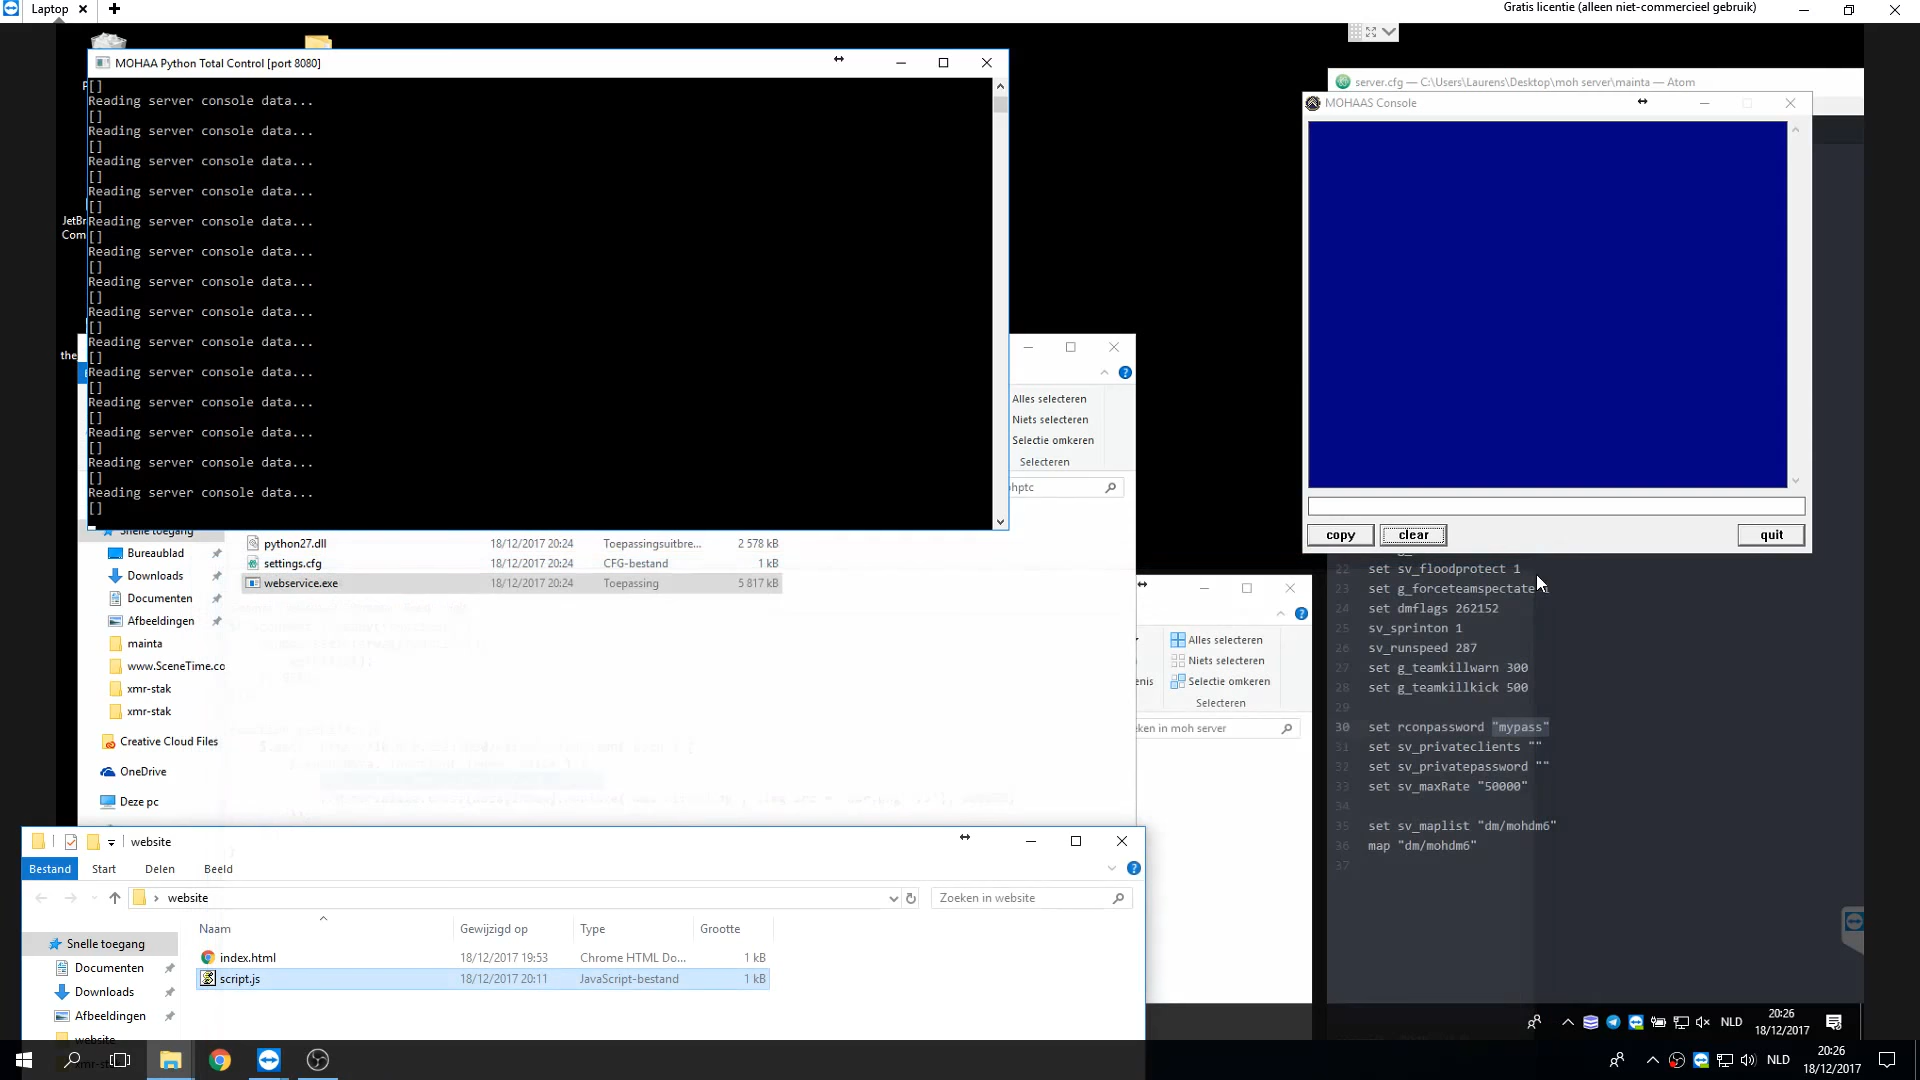 Laptop
Gratis licentie (alleen niet-commercieel gebruik)
MOHAA Python Total Control [port 8080]
[]
Reading server console data...
[]
Reading server console data...
[]
Reading server console data...
[]
Reading server console data...
[]
Reading server console data...
[]
Reading server console data...
[]
Reading server console data...
[]
Reading server console data...
[]
Reading server console data...
[]
Reading server console data...
[]
Reading server console data...
[]
Reading server console data...
[]
Reading server console data...
[]
Reading server console data...
[]
JetBr
Com
the
server.cfg — C:\Users\Laurens\Desktop\moh server\mainta — Atom
MOHAAS Console
copy
clear
quit
Alles selecteren
Niets selecteren
Selectie omkeren
Selecteren
hptc
Snelle toegang
Bureaublad
Downloads
Documenten
Afbeeldingen
mainta
www.SceneTime.co
xmr-stak
xmr-stak
Creative Cloud Files
OneDrive
Deze pc
python27.dll 18/12/2017 20:24 Toepassingsuitbre... 2 578 kB
settings.cfg 18/12/2017 20:24 CFG-bestand 1 kB
webservice.exe 18/12/2017 20:24 Toepassing 5 817 kB
Alles selecteren
Niets selecteren
enis
Selectie omkeren
Selecteren
ken in moh server
22 set sv_floodprotect 1
23 set g_forceteamspectate
24 set dmflags 262152
25 sv_sprinton 1
26 sv_runspeed 287
27 set g_teamkillwarn 300
28 set g_teamkillkick 500
29
30 set rconpassword "mypass"
31 set sv_privateclients ""
32 set sv_privatepassword ""
33 set sv_maxRate "50000"
34
35 set sv_maplist "dm/mohdm6"
36 map "dm/mohdm6"
37
website
Bestand Start Delen Beeld
website
Zoeken in website
Naam Gewijzigd op Type Grootte
Snelle toegang
Documenten
Downloads
Afbeeldingen
website
index.html 18/12/2017 19:53 Chrome HTML Do... 1 kB
script.js 18/12/2017 20:11 JavaScript-bestand 1 kB
NLD
20:26
18/12/2017
xmr-st
NLD
20:26
18/12/2017